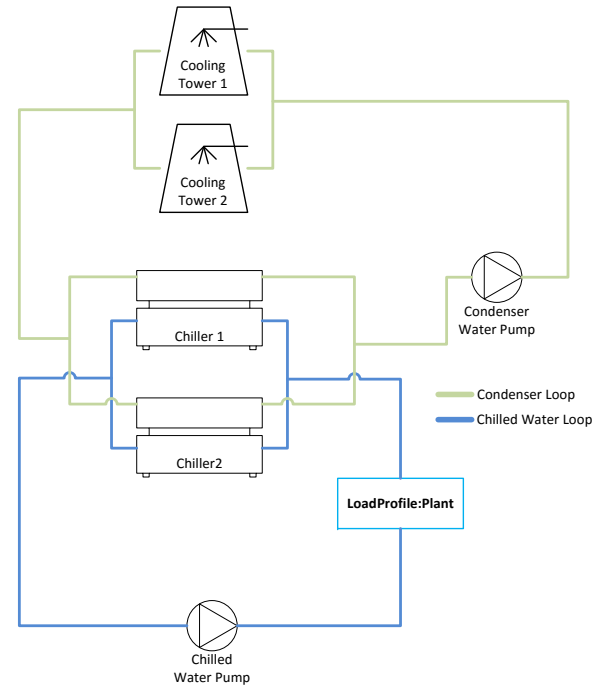 Cooling
Tower 1
Cooling
Tower 2
Condenser
Water Pump
Chiller 1
Condenser Loop
Chilled Water Loop
Chiller2
LoadProfile:Plant
Chilled
Water Pump